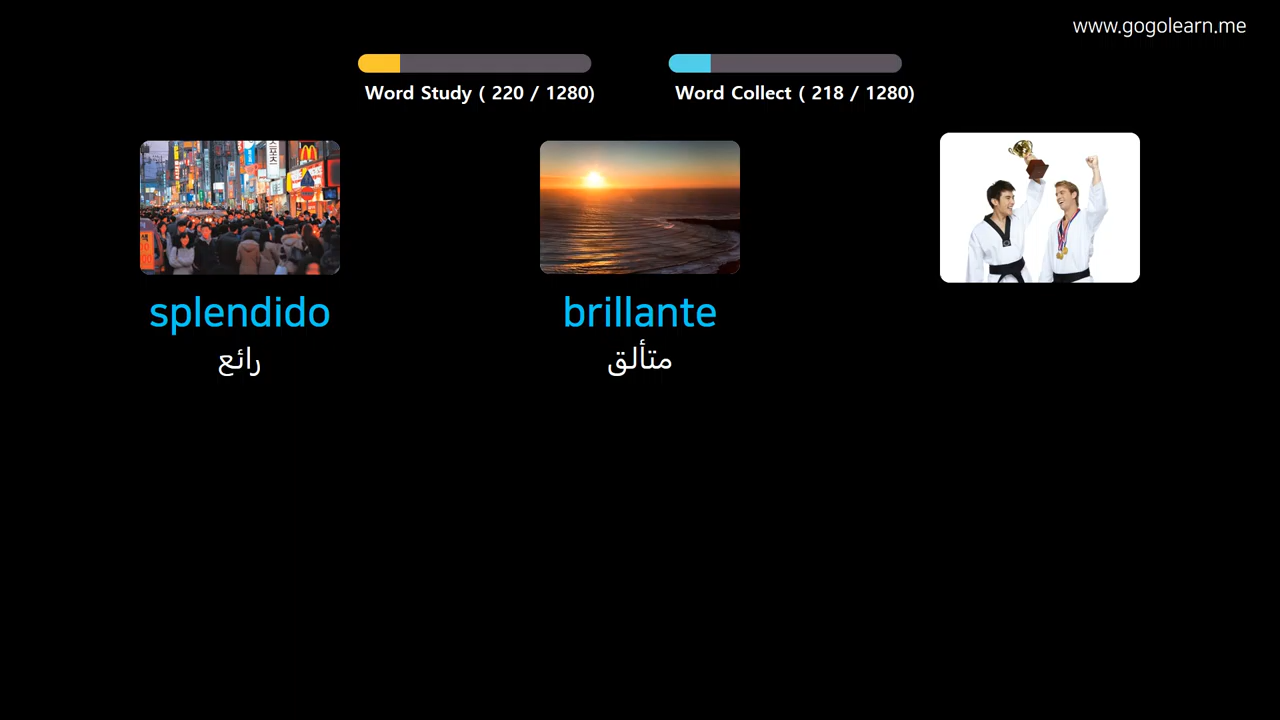 www.gogolearn.me
Word Study ( 220 / 1280)
Word Collect ( 218 / 1280)
splendido
رائع
brillante
متألق